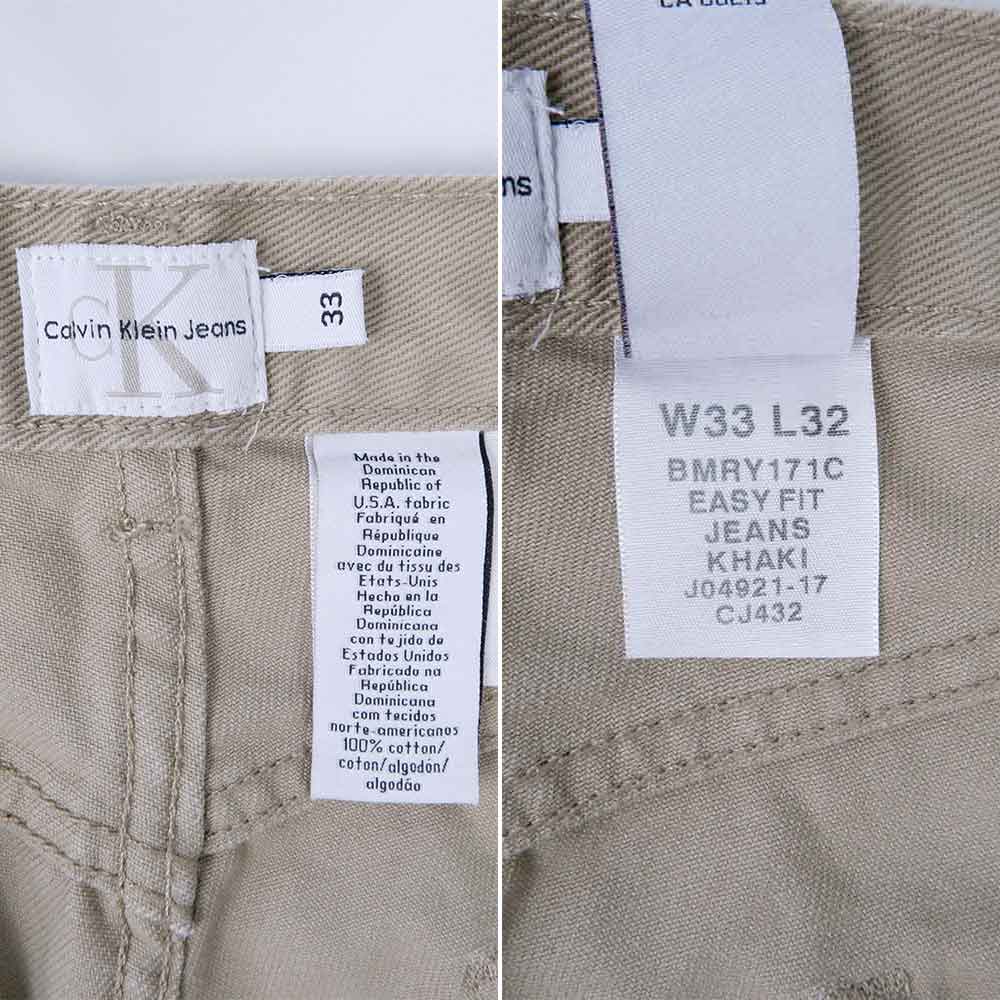 CK
Calvin Klein Jeans
33
Made in the
Dominican
Republic of
U.S.A. fabric
Fabriqué en
République
Dominicaine
avec du tissu des
Etats-Unis
Hecho en la
República
Dominicana
con tejido de
Estados Unidos
Fabricado na
República
Dominicana
com tecidos
norte-americanos
100% cotton/
coton/algodón/
algodão
ns
W33 L32
BMRY171C
EASY FIT
JEANS
KHAKI
J04921-17
CJ432